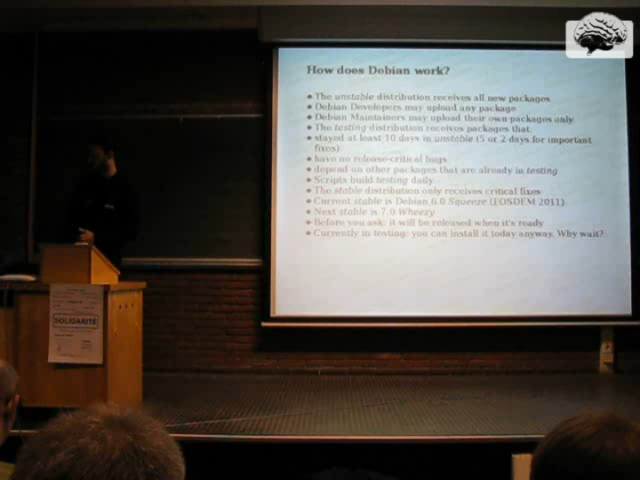 How does Debian work?
The unstable distribution receives all new packages
Debian Developers may upload any package
Debian Maintainers may upload their own packages only
The testing distribution receives packages that:
stayed at least 10 days in unstable (5 or 2 days for important
fixes)
have no release-critical bugs
depend on other packages that are already in testing
Scripts build testing daily
The stable distribution only receives critical fixes
Current stable is Debian 6.0 Squeeze (FOSDEM 2011)
Next stable is 7.0 Wheezy
Before you ask: it will be released when it's ready
Currently in testing: you can install it today anyway. Why wait?
SOLIDARITE